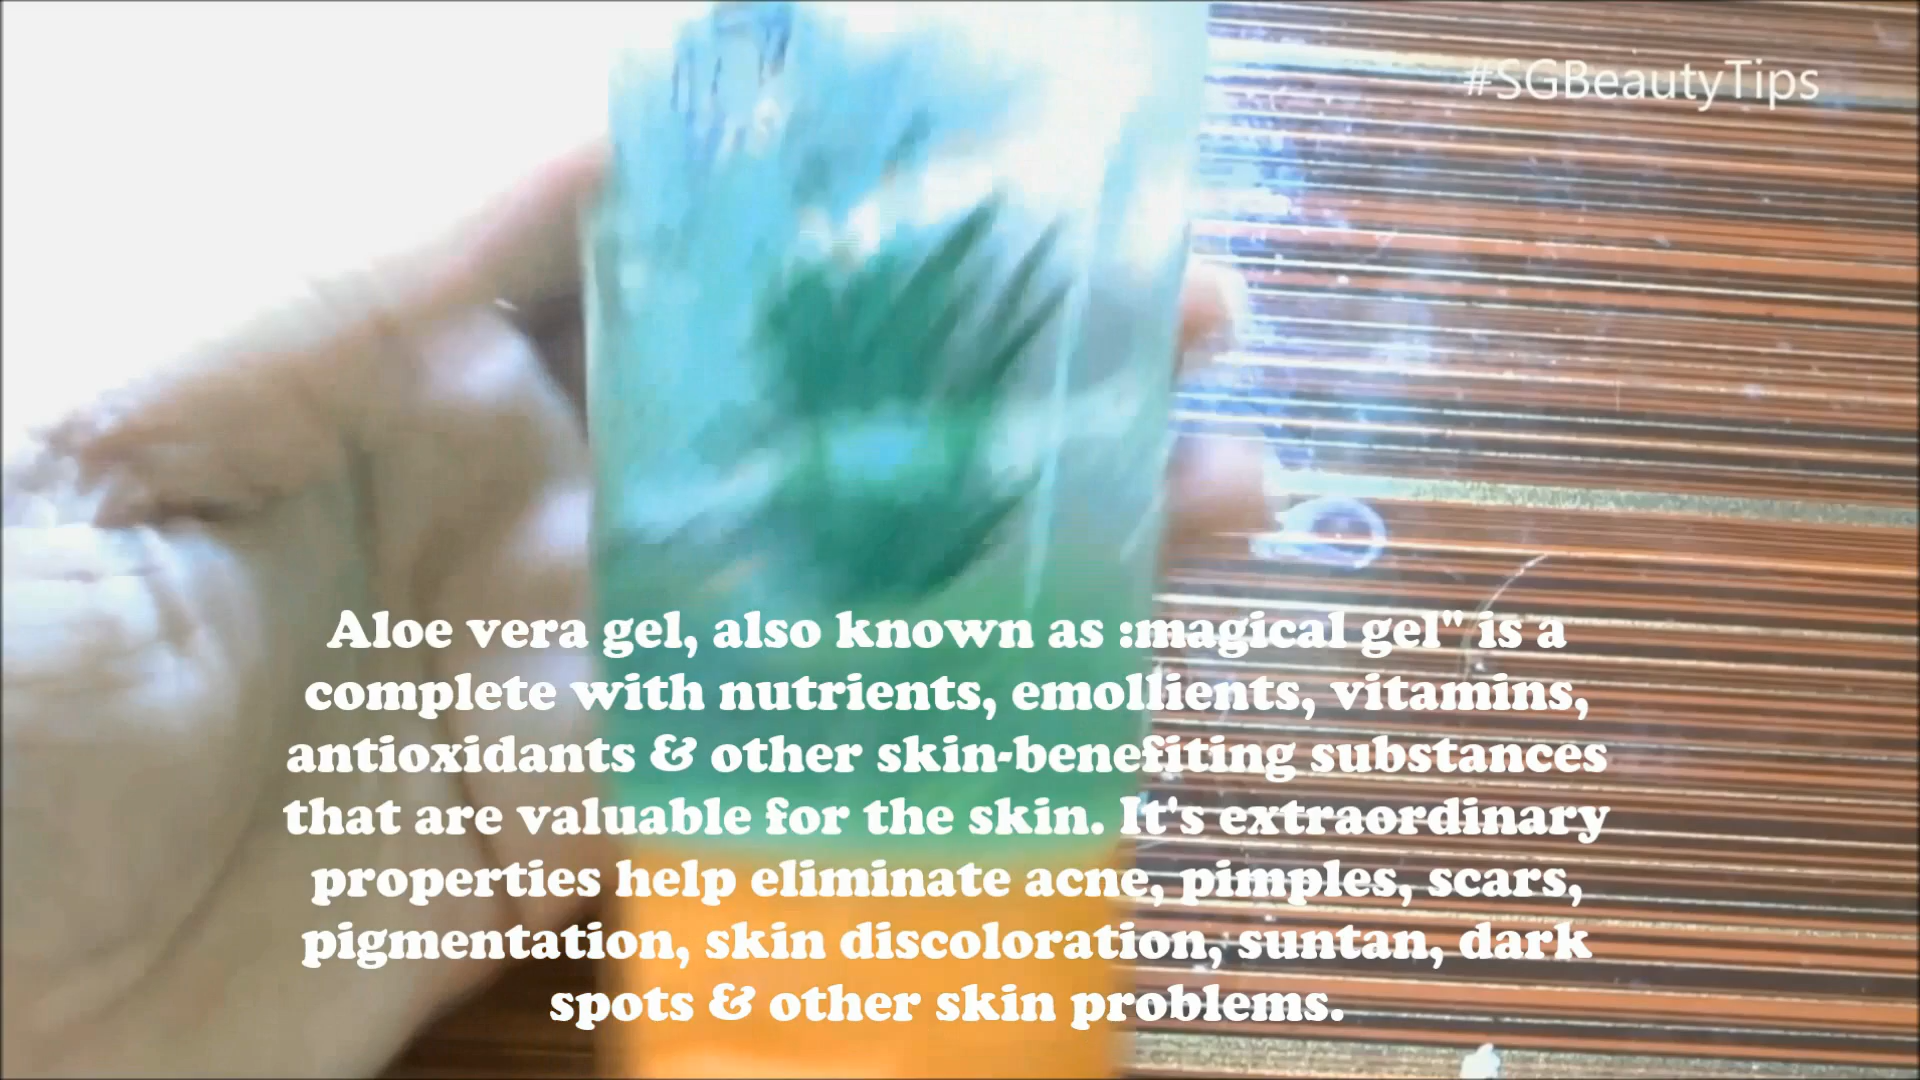 #SGBeautyTips
Aloe vera gel, also known as :magical gel" is a
complete with nutrients, emollients, vitamins,
antioxidants & other skin-benefiting substances
that are valuable for the skin. It's extraordinary
properties help eliminate acne, pimples, scars,
pigmentation, skin discoloration, suntan, dark
spots & other skin problems.